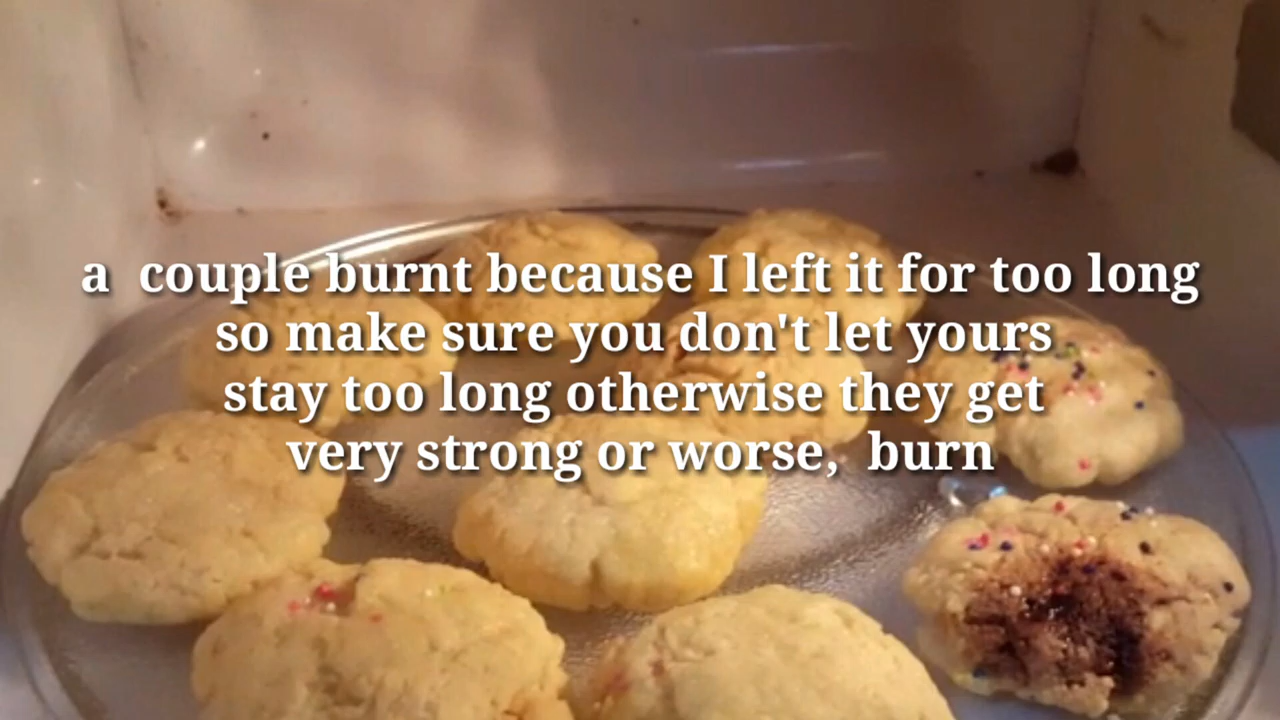 a  couple burnt because I left it for too long
so make sure you don't let yours
stay too long otherwise they get
very strong or worse,  burn